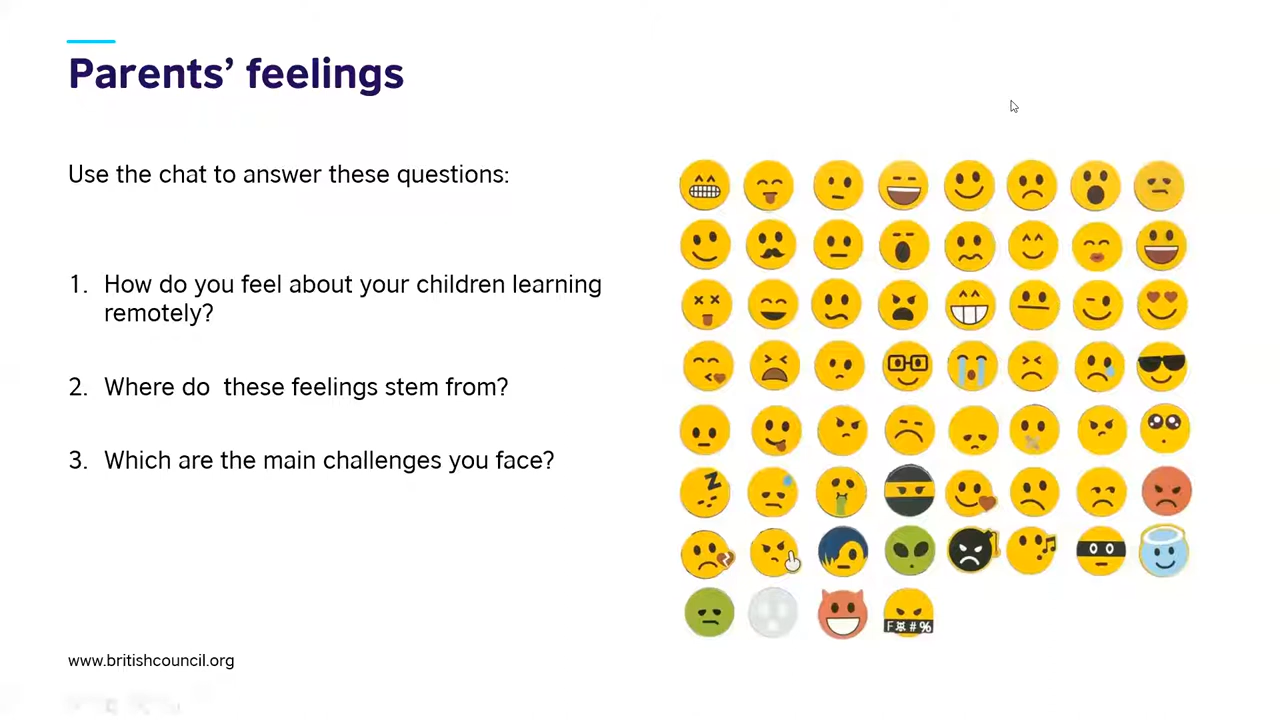 Parents’ feelings
Use the chat to answer these questions:
1. How do you feel about your children learning
remotely?
2. Where do  these feelings stem from?
3. Which are the main challenges you face?
Z
F☠#%
www.britishcouncil.org